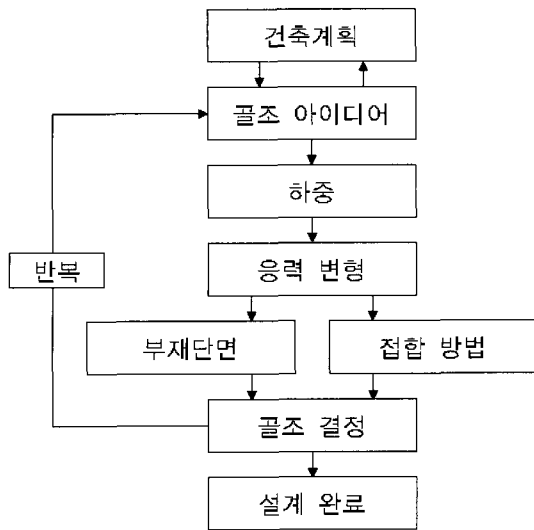 건축계획
골조 아이디어
하중
반복
응력 변형
부재단면
접합 방법
골조 결정
설계 완료